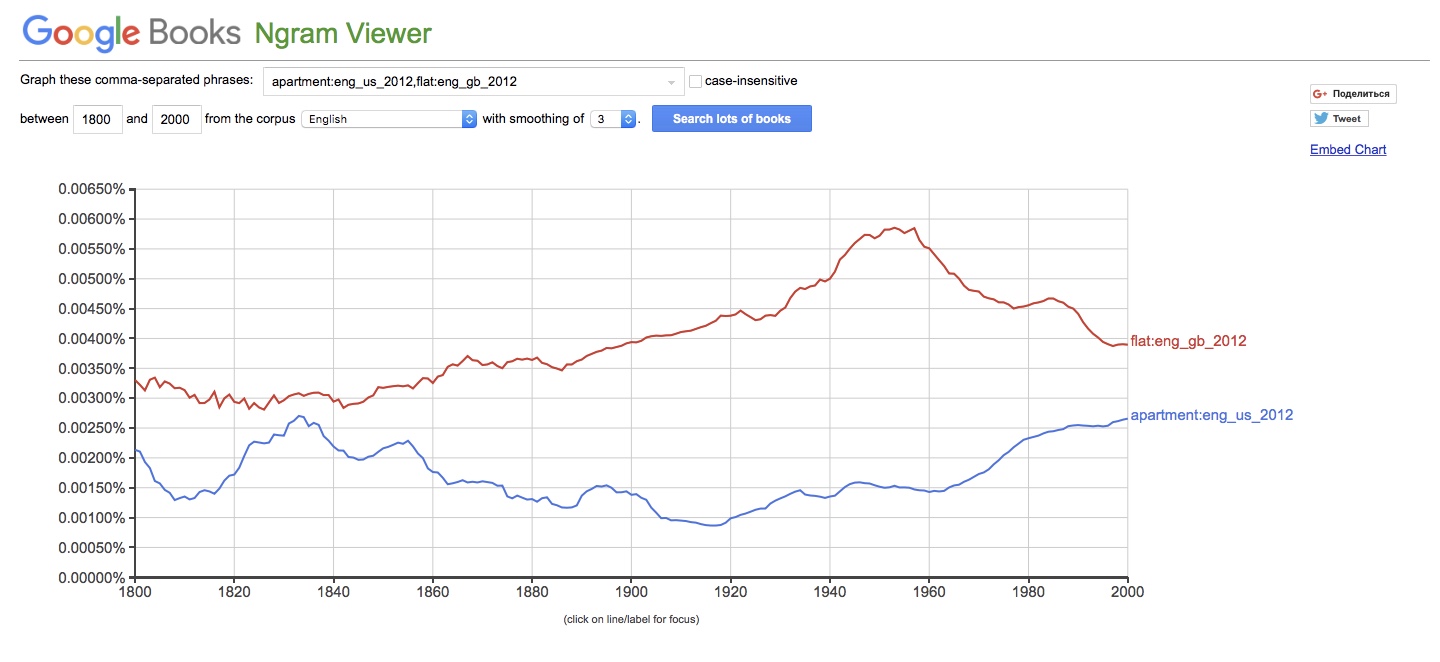 Google Books Ngram Viewer
Graph these comma-separated phrases: apartment:eng_us_2012,flat:eng_gb_2012 case-insensitive
between 1800 and 2000 from the corpus English with smoothing of 3 . Search lots of books
G+ Поделиться
Tweet
Embed Chart
0.00650%
0.00600%
0.00550%
0.00500%
0.00450%
0.00400%
0.00350%
0.00300%
0.00250%
0.00200%
0.00150%
0.00100%
0.00050%
0.00000%
flat:eng_gb_2012
apartment:eng_us_2012
1800 1820 1840 1860 1880 1900 1920 1940 1960 1980 2000
(click on line/label for focus)